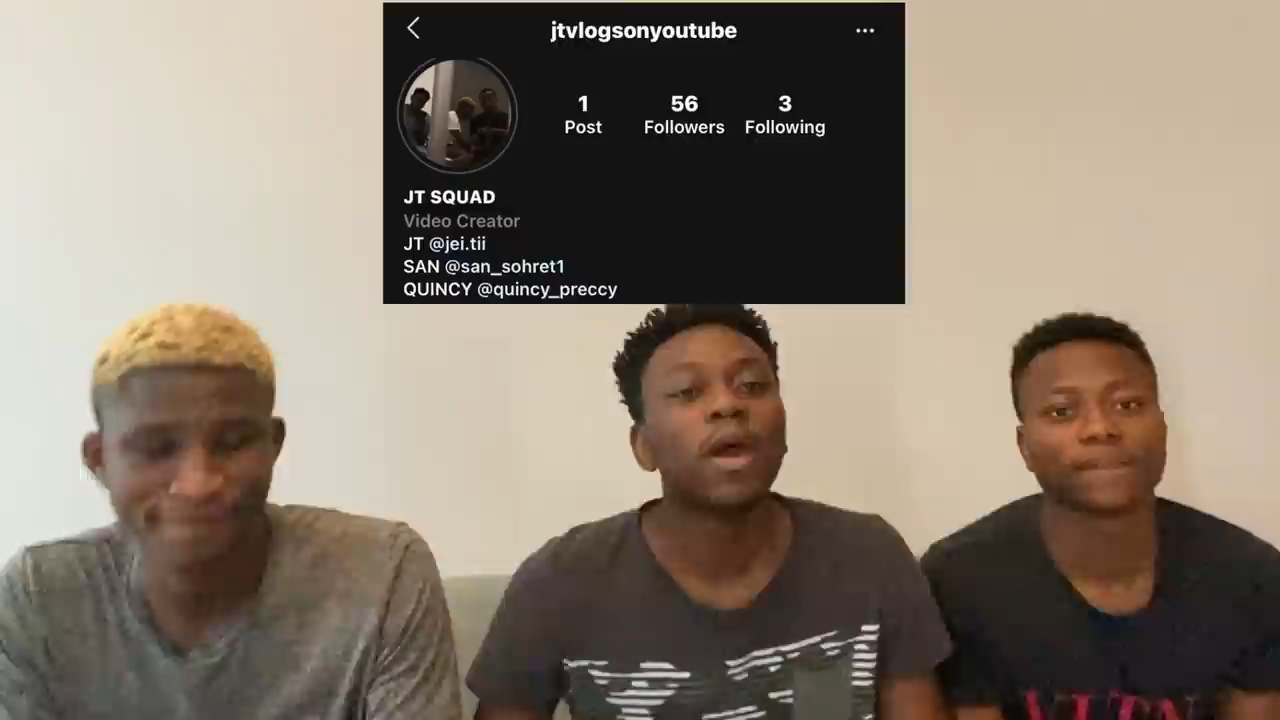 jtvlogsonyoutube
1
56
3
Post
Followers
Following
JT SQUAD
Video Creator
JT @jei.tii
SAN @san_sohret1
QUINCY @quincy_preccy